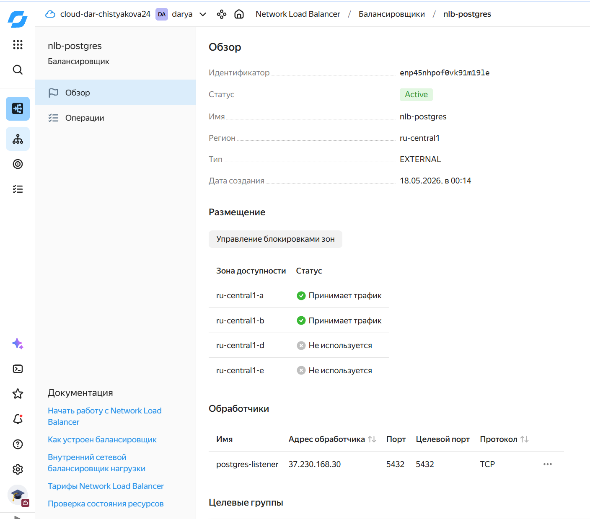 cloud-dar-chistyakova24 DA darya Network Load Balancer / Балансировщики / nlb-postgres
nlb-postgres
Балансировщик
Обзор
Операции
Документация
Начать работу с Network Load
Balancer
Как устроен балансировщик
Внутренний сетевой
балансировщик нагрузки
Тарифы Network Load Balancer
Проверка состояния ресурсов
Обзор
Идентификатор enp45nhpof0vk91m191e
Статус Active
Имя nlb-postgres
Регион ru-central1
Тип EXTERNAL
Дата создания 18.05.2026, в 00:14
Размещение
Управление блокировками зон
Зона доступности Статус
ru-central1-a Принимает трафик
ru-central1-b Принимает трафик
ru-central1-d Не используется
ru-central1-e Не используется
Обработчики
Имя Адрес обработчика Порт Целевой порт Протокол
postgres-listener 37.230.168.30 5432 5432 TCP
Целевые группы